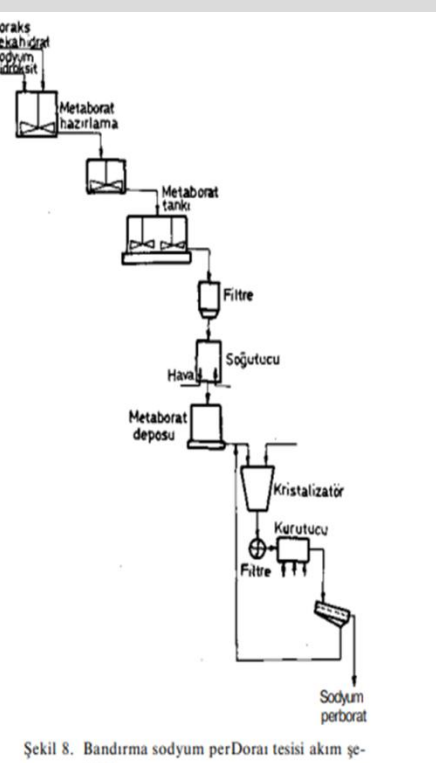 oraks
ekahidrat
odyum
idroksit
Metaborat
hazırlama
Metaborat
tankı
Filtre
Soğutucu
Hava
Metaborat
deposu
Kristalizatör
Kurutucu
Filtre
Sodyum
perborat
Şekil 8. Bandırma sodyum perDoraı tesisi akım şe-